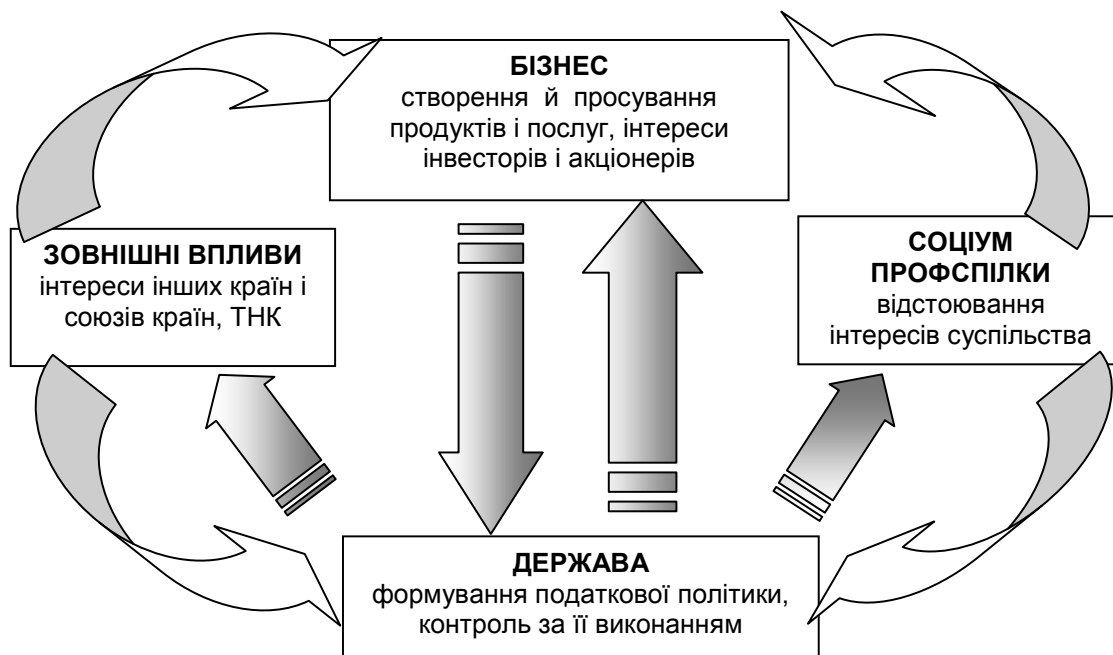 БІЗНЕС
створення й просування
продуктів і послуг, інтереси
інвесторів і акціонерів
ЗОВНІШНІ ВПЛИВИ
інтереси інших країн і
союзів країн, ТНК
СОЦІУМ
ПРОФСПІЛКИ
відстоювання
інтересів суспільства
ДЕРЖАВА
формування податкової політики,
контроль за її виконанням